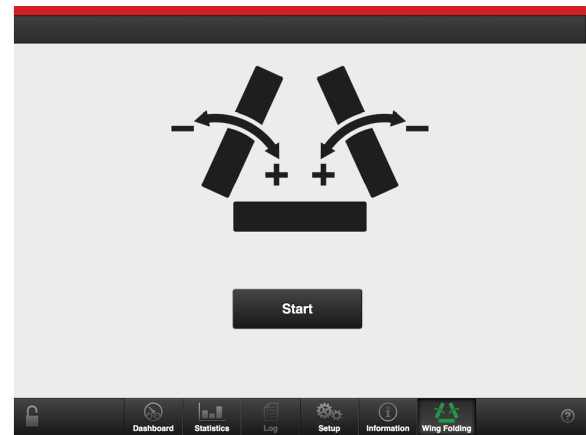 − −
+ +
Start
Dashboard Statistics Log Setup Information Wing Folding
?